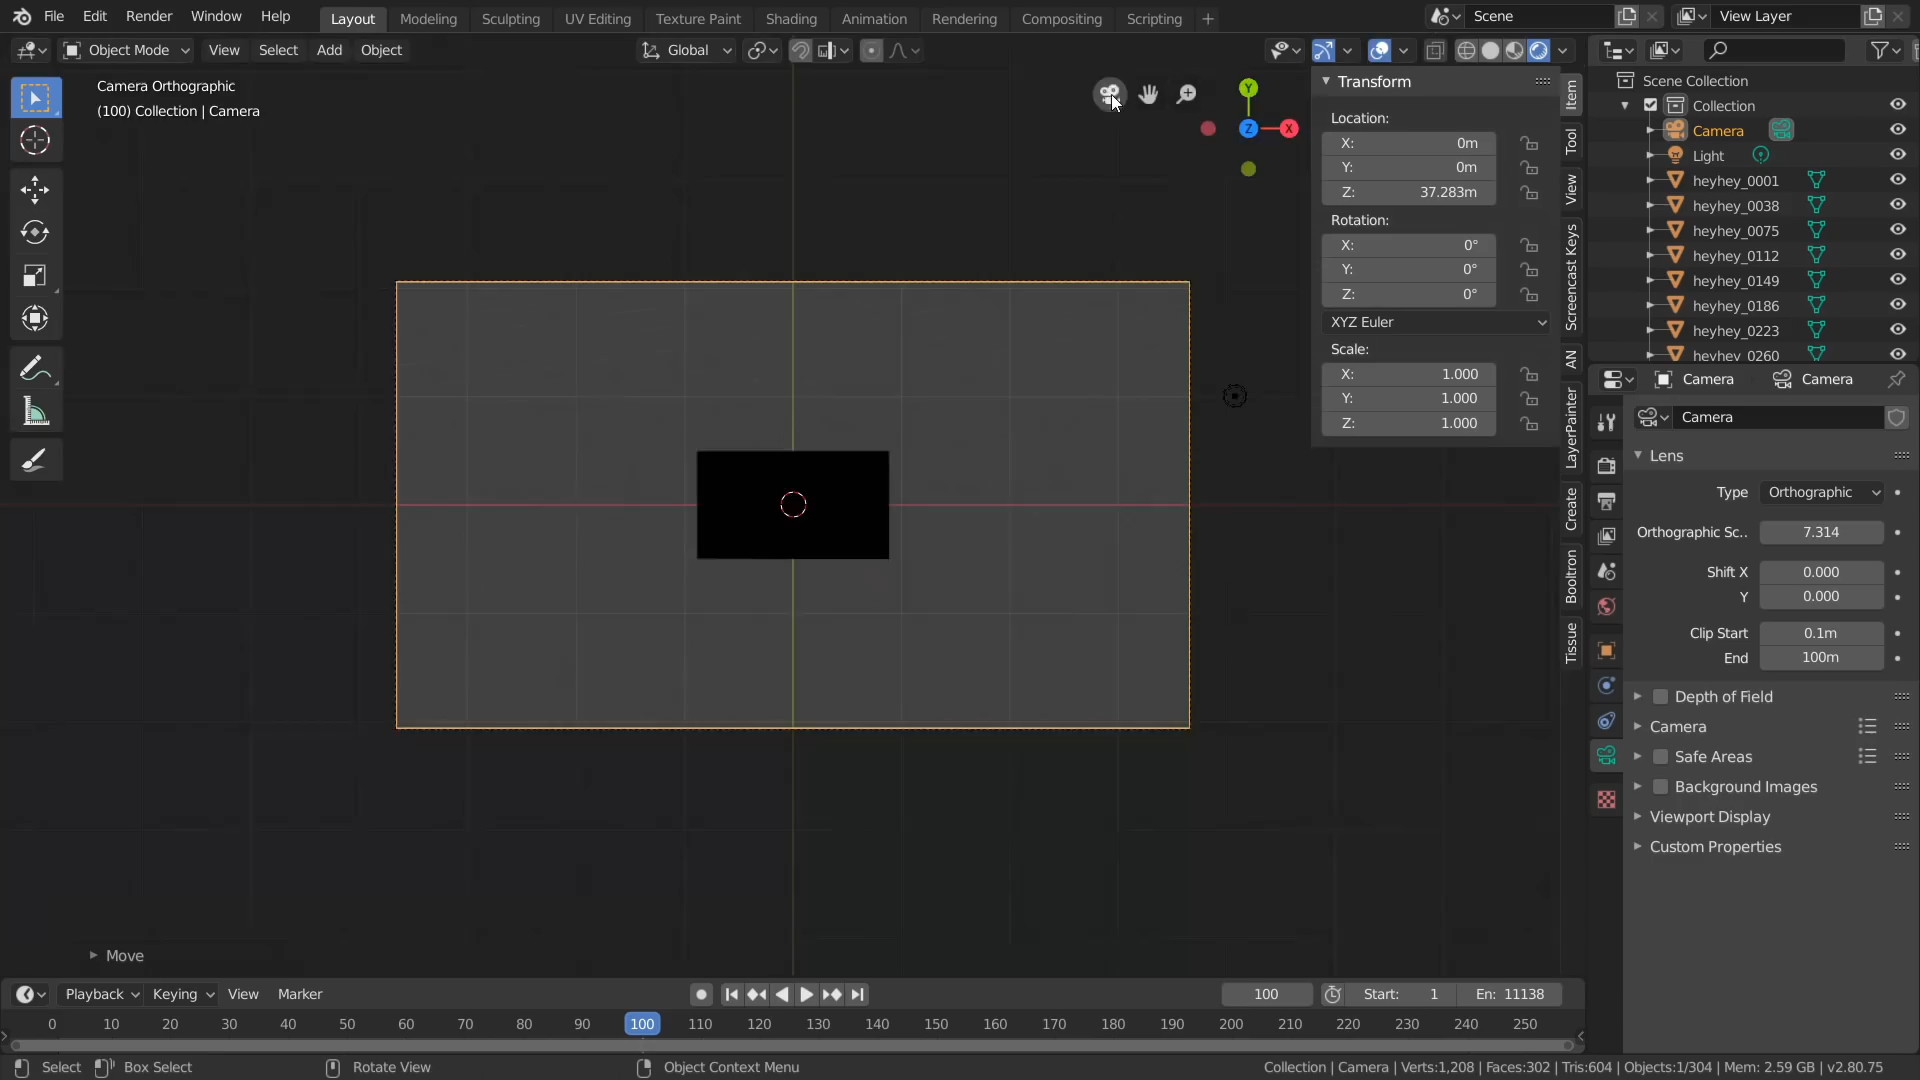 File Edit Render Window Help
Layout Modeling Sculpting UV Editing Texture Paint Shading Animation Rendering Compositing Scripting +
Scene
View Layer
Object Mode View Select Add Object
Global
Camera Orthographic
(100) Collection | Camera
Y
Z
X
Transform
Location:
X: 0m
Y: 0m
Z: 37.283m
Rotation:
X: 0°
Y: 0°
Z: 0°
XYZ Euler
Scale:
X: 1.000
Y: 1.000
Z: 1.000
Item
Tool
View
Screencast Keys
AN
LayerPainter
Create
Booltron
Tissue
Scene Collection
Collection
Camera
Light
heyhey_0001
heyhey_0038
heyhey_0075
heyhey_0112
heyhey_0149
heyhey_0186
heyhey_0223
heyhey_0260
Camera Camera
Camera
Lens
Type Orthographic
Orthographic Sc.. 7.314
Shift X 0.000
Y 0.000
Clip Start 0.1m
End 100m
Depth of Field
Camera
Safe Areas
Background Images
Viewport Display
Custom Properties
Move
Playback Keying View Marker
100
Start: 1
En: 11138
0 10 20 30 40 50 60 70 80 90 100 110 120 130 140 150 160 170 180 190 200 210 220 230 240 250
Select Box Select Rotate View Object Context Menu
Collection | Camera | Verts:1,208 | Faces:302 | Tris:604 | Objects:1/304 | Mem: 2.59 GB | v2.80.75